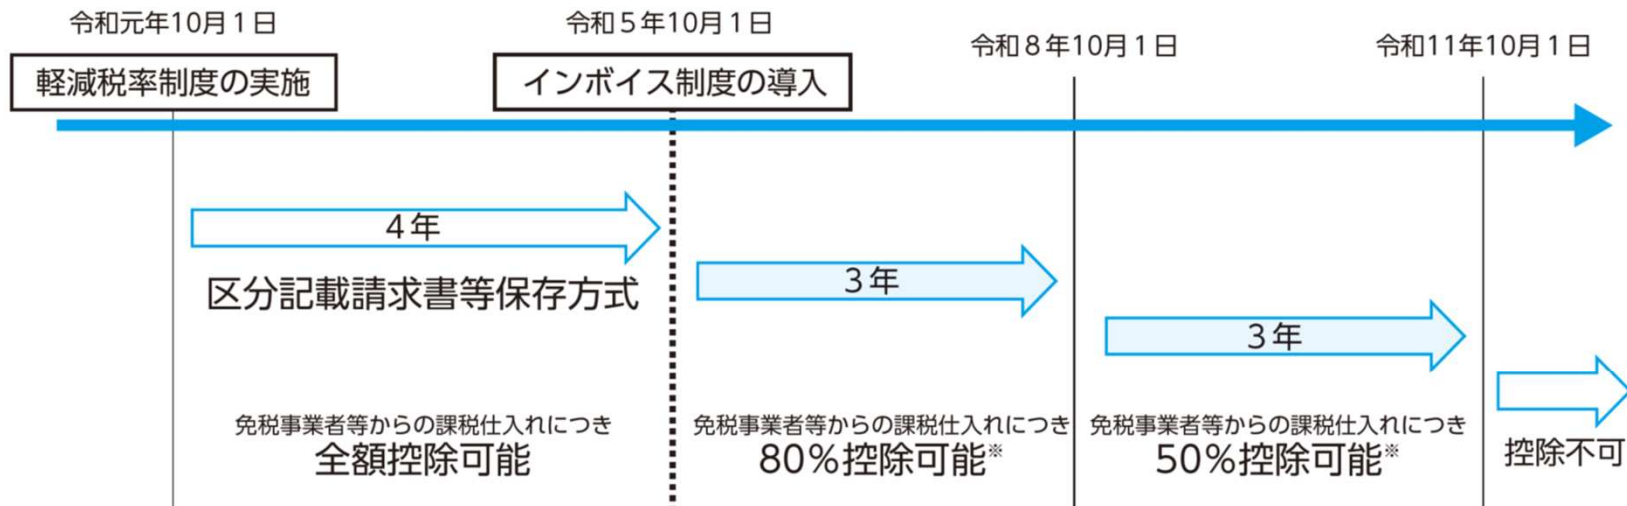 令和元年10月1日
軽減税率制度の実施
令和5年10月1日
インボイス制度の導入
令和8年10月1日
令和11年10月1日
4年
区分記載請求書等保存方式
3年
3年
免税事業者等からの課税仕入れにつき
全額控除可能
免税事業者等からの課税仕入れにつき
80%控除可能※
免税事業者等からの課税仕入れにつき
50%控除可能※
控除不可